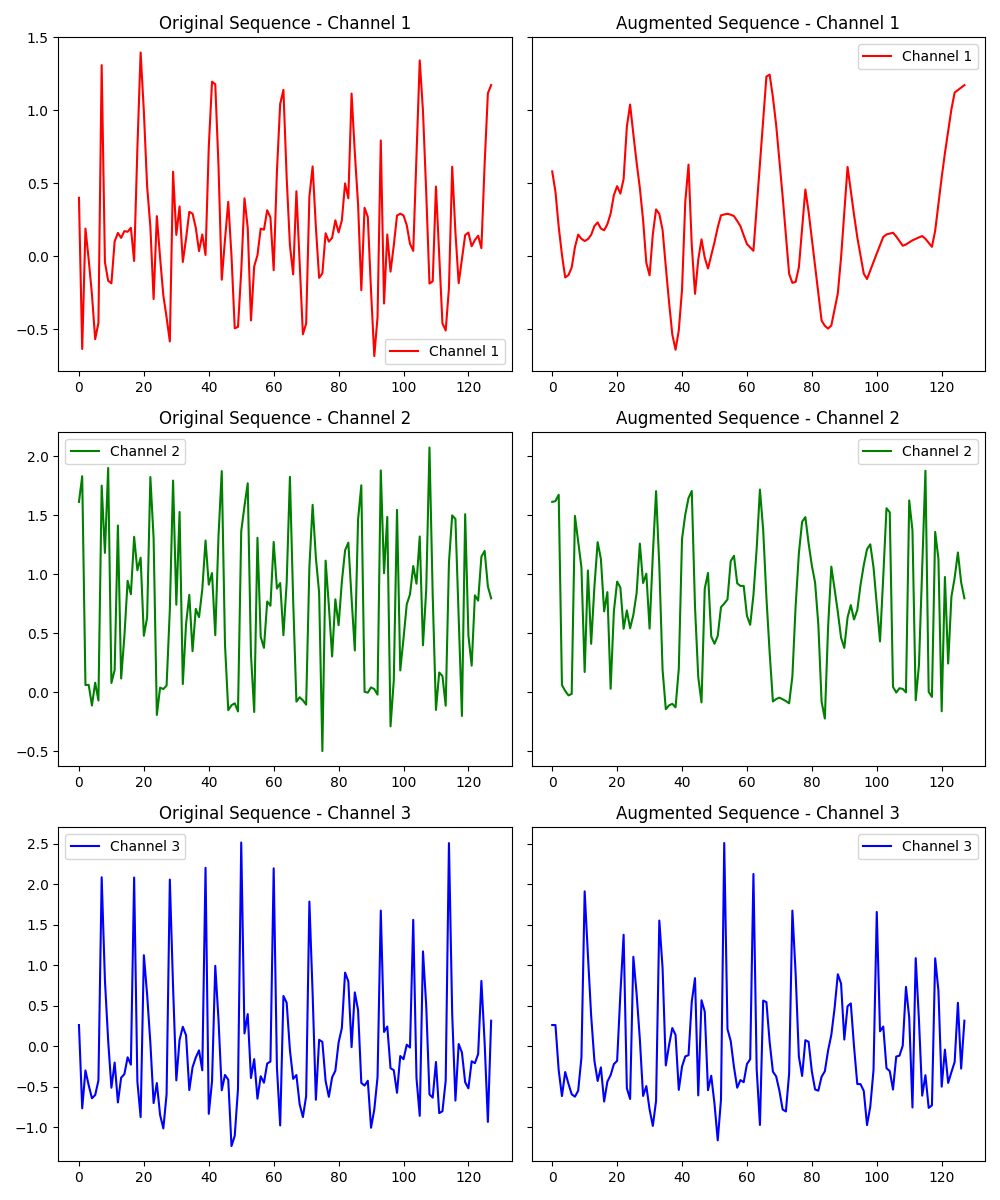 Original Sequence - Channel 1
Augmented Sequence - Channel 1
1.5
1.0
0.5
0.0
−0.5
Channel 1
Channel 1
0 20 40 60 80 100 120
0 20 40 60 80 100 120
Original Sequence - Channel 2
Augmented Sequence - Channel 2
2.0
1.5
1.0
0.5
0.0
−0.5
Channel 2
Channel 2
0 20 40 60 80 100 120
0 20 40 60 80 100 120
Original Sequence - Channel 3
Augmented Sequence - Channel 3
2.5
2.0
1.5
1.0
0.5
0.0
−0.5
−1.0
Channel 3
Channel 3
0 20 40 60 80 100 120
0 20 40 60 80 100 120